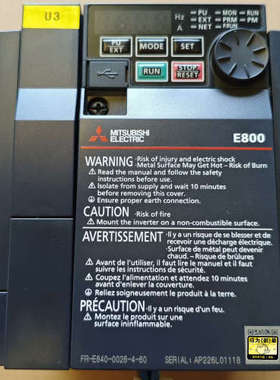 U3
Hz
A
PU
EXT
NET
MON
PRM
RUN
PM
RUN
PU
EXT
MODE
SET
RUN
STOP
RESET
MITSUBISHI
ELECTRIC
E800
WARNING -Risk of injury and electric shock
-Metal Surface May Get Hot – Risk of Burn
Read the manual and follow the safety
instructions before use.
Isolate from supply and wait 10 minutes
before removing this cover.
Ensure proper earth connection.
CAUTION -Risk of fire
Mount the inverter on a non-combustible surface.
AVERTISSEMENT -Il y a un risque de se blesser et de
recevoir une décharge électrique.
-Surface de metal peut devenir
chaud. – Risque de brûlures
Avant de l'utiliser, il faut lire le manuel et il faut
suivre les instructions de sécurité.
Coupez l'alimentation et attendez 10 minutes
avant d'enlever le couvercle.
Reliez soigneusement le produit à la terre.
PRÉCAUTION -Il y a un risque d'un feu.
Montez le produit sur une surface
ininflammable.
FR-E840-0026-4-60 SERIAL:AP226L01118